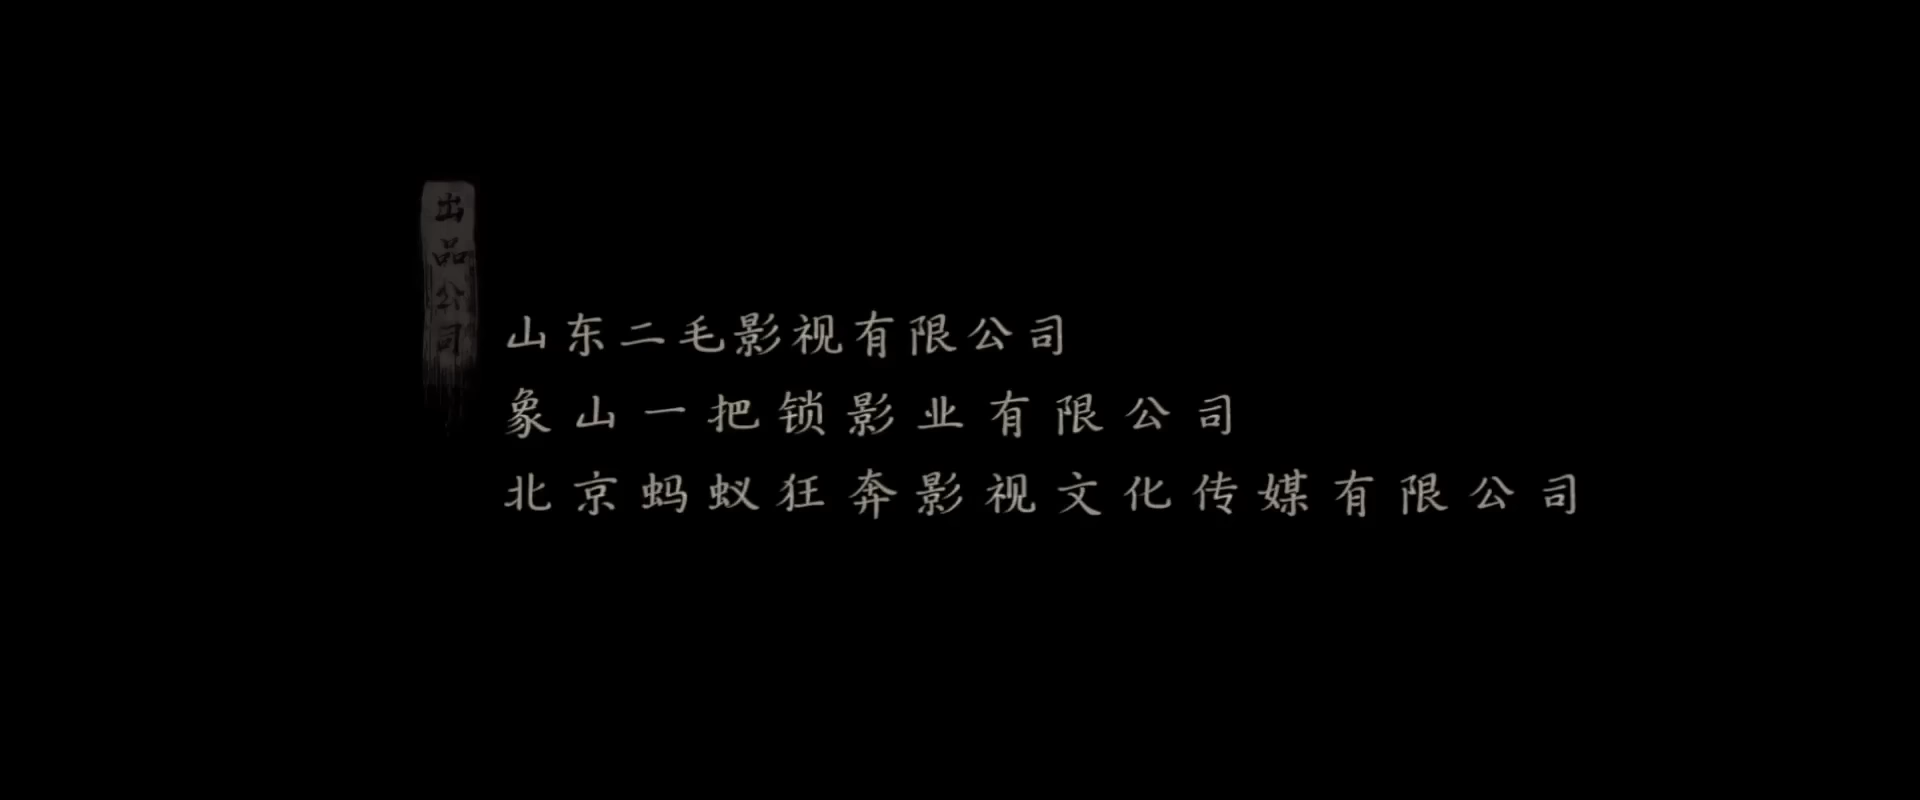 出品公司
山东二毛影视有限公司
象山一把锁影业有限公司
北京蚂蚁狂奔影视文化传媒有限公司